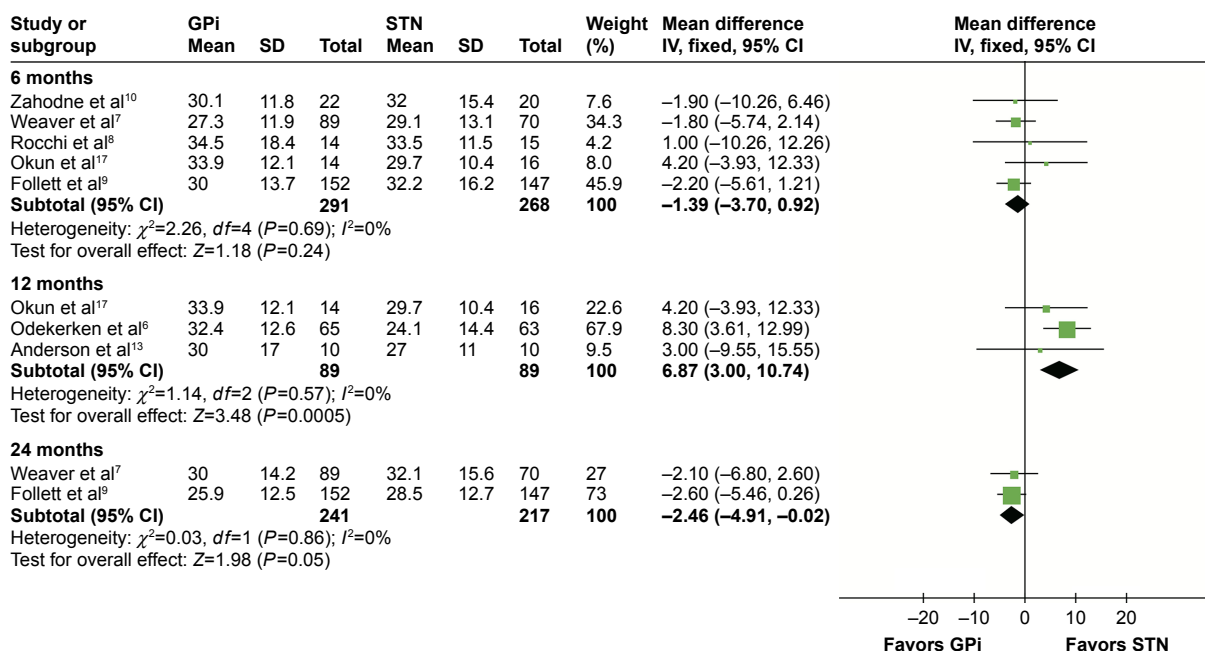 Study or GPi STN Weight Mean difference Mean difference
subgroup Mean SD Total Mean SD Total (%) IV, fixed, 95% CI IV, fixed, 95% CI
6 months
Zahodne et al¹⁰ 30.1 11.8 22 32 15.4 20 7.6 –1.90 (–10.26, 6.46)
Weaver et al⁷ 27.3 11.9 89 29.1 13.1 70 34.3 –1.80 (–5.74, 2.14)
Rocchi et al⁸ 34.5 18.4 14 33.5 11.5 15 4.2 1.00 (–10.26, 12.26)
Okun et al¹⁷ 33.9 12.1 14 29.7 10.4 16 8.0 4.20 (–3.93, 12.33)
Follett et al⁹ 30 13.7 152 32.2 16.2 147 45.9 –2.20 (–5.61, 1.21)
Subtotal (95% CI) 291 268 100 –1.39 (–3.70, 0.92)
Heterogeneity: χ²=2.26, df=4 (P=0.69); I²=0%
Test for overall effect: Z=1.18 (P=0.24)
12 months
Okun et al¹⁷ 33.9 12.1 14 29.7 10.4 16 22.6 4.20 (–3.93, 12.33)
Odekerken et al⁶ 32.4 12.6 65 24.1 14.4 63 67.9 8.30 (3.61, 12.99)
Anderson et al¹³ 30 17 10 27 11 10 9.5 3.00 (–9.55, 15.55)
Subtotal (95% CI) 89 89 100 6.87 (3.00, 10.74)
Heterogeneity: χ²=1.14, df=2 (P=0.57); I²=0%
Test for overall effect: Z=3.48 (P=0.0005)
24 months
Weaver et al⁷ 30 14.2 89 32.1 15.6 70 27 –2.10 (–6.80, 2.60)
Follett et al⁹ 25.9 12.5 152 28.5 12.7 147 73 –2.60 (–5.46, 0.26)
Subtotal (95% CI) 241 217 100 –2.46 (–4.91, –0.02)
Heterogeneity: χ²=0.03, df=1 (P=0.86); I²=0%
Test for overall effect: Z=1.98 (P=0.05)
–20 –10 0 10 20
Favors GPi Favors STN